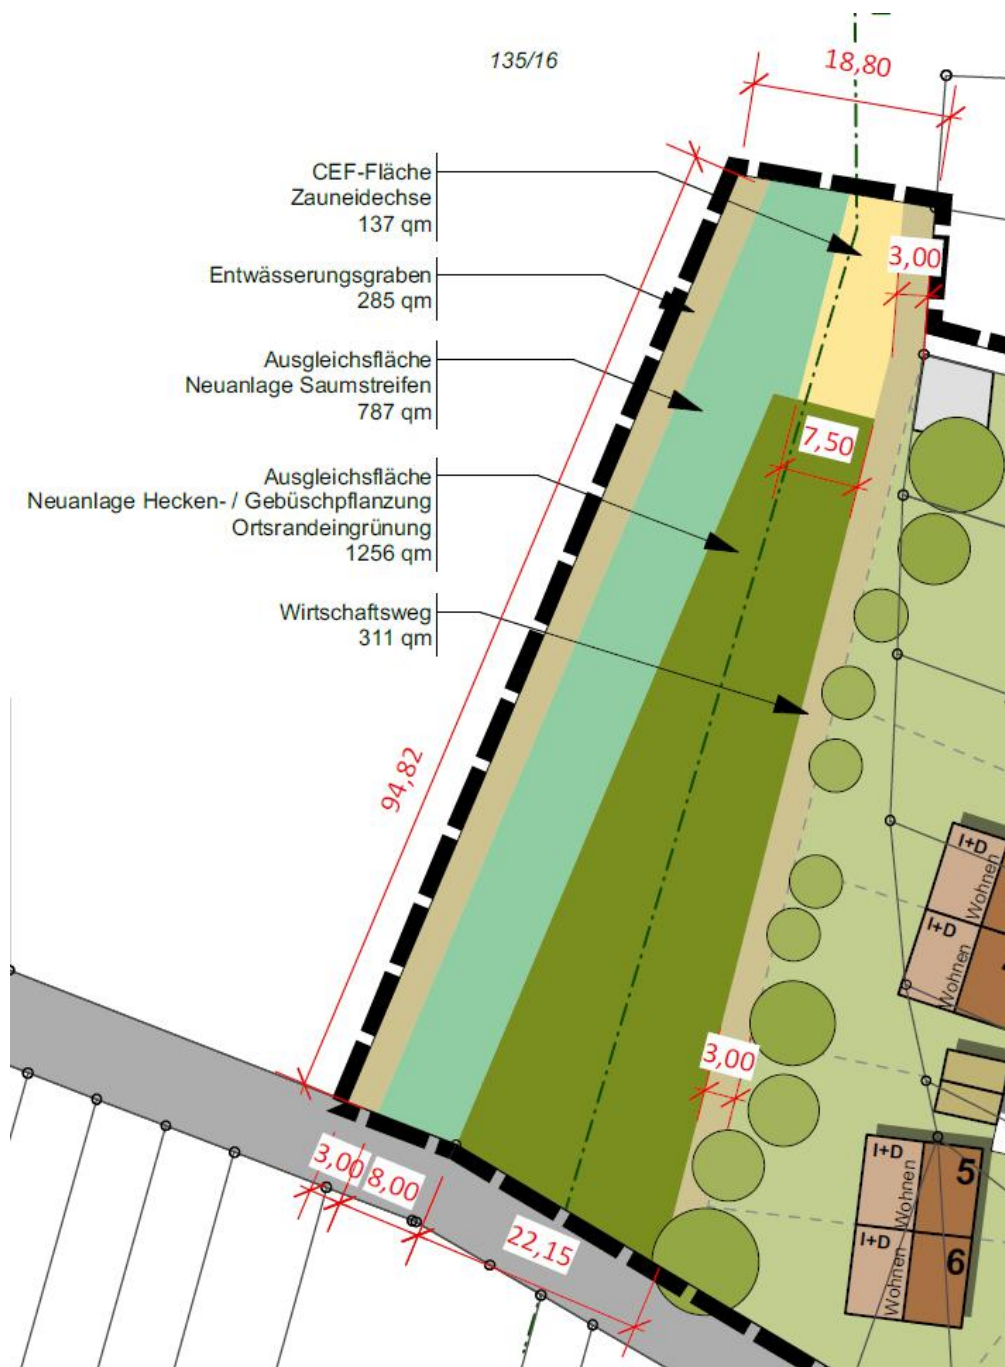 135/16
18,80
CEF-Fläche
Zauneidechse
137 qm
3,00
Entwässerungsgraben
285 qm
Ausgleichsfläche
Neuanlage Saumstreifen
787 qm
7,50
Ausgleichsfläche
Neuanlage Hecken- / Gebüschpflanzung
Ortsrandeingrünung
1256 qm
Wirtschaftsweg
311 qm
94,82
I+D
Wohnen
I+D
Wohnen
3,00
3,00
8,00
22,15
I+D
Wohnen
5
I+D
Wohnen
6